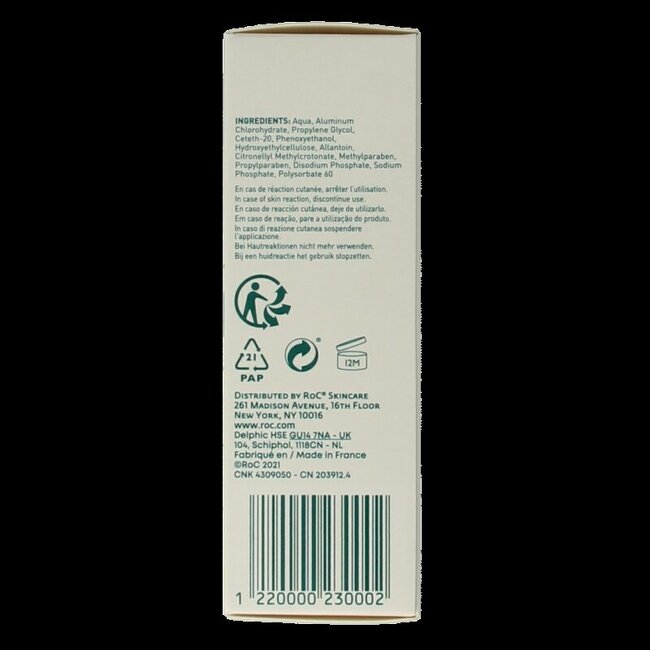 INGREDIENTS: Aqua, Aluminum
Chlorohydrate, Propylene Glycol,
Ceteth-20, Phenoxyethanol,
Hydroxyethylcellulose, Allantoin,
Citronellyl Methylcrotonate, Methylparaben,
Propylparaben, Disodium Phosphate, Sodium
Phosphate, Polysorbate 60
En cas de réaction cutanée, arrêter l'utilisation.
In case of skin reaction, discontinue use.
En caso de reacción cutánea, deje de utilizarlo.
Em caso de reação, pare a utilização do produto.
In caso di reazione cutanea sospendere
l'applicazione.
Bei Hautreaktionen nicht mehr verwenden.
Bij een huidreactie het gebruik stopzetten.
21
PAP
®
12M
DISTRIBUTED BY ROC® SKINCARE
261 MADISON AVENUE, 16TH FLOOR
NEW YORK, NY 10016
www.roc.com
Delphic HSE GU14 7NA - UK
104, Schiphol, 1118CN - NL
Fabriqué en / Made in France
©RoC 2021
CNK 4309050 - CN 203912.4
1 220000 230002